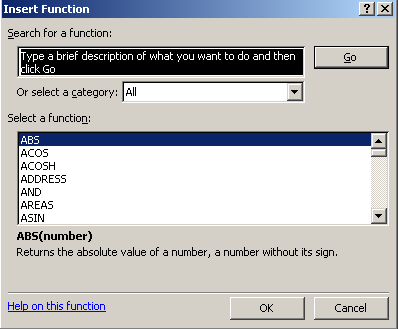 Insert Function
Search for a function:
Type a brief description of what you want to do and then
click Go
Go
Or select a category: All
Select a function:
ABS
ACOS
ACOSH
ADDRESS
AND
AREAS
ASIN
ABS(number)
Returns the absolute value of a number, a number without its sign.
Help on this function
OK
Cancel